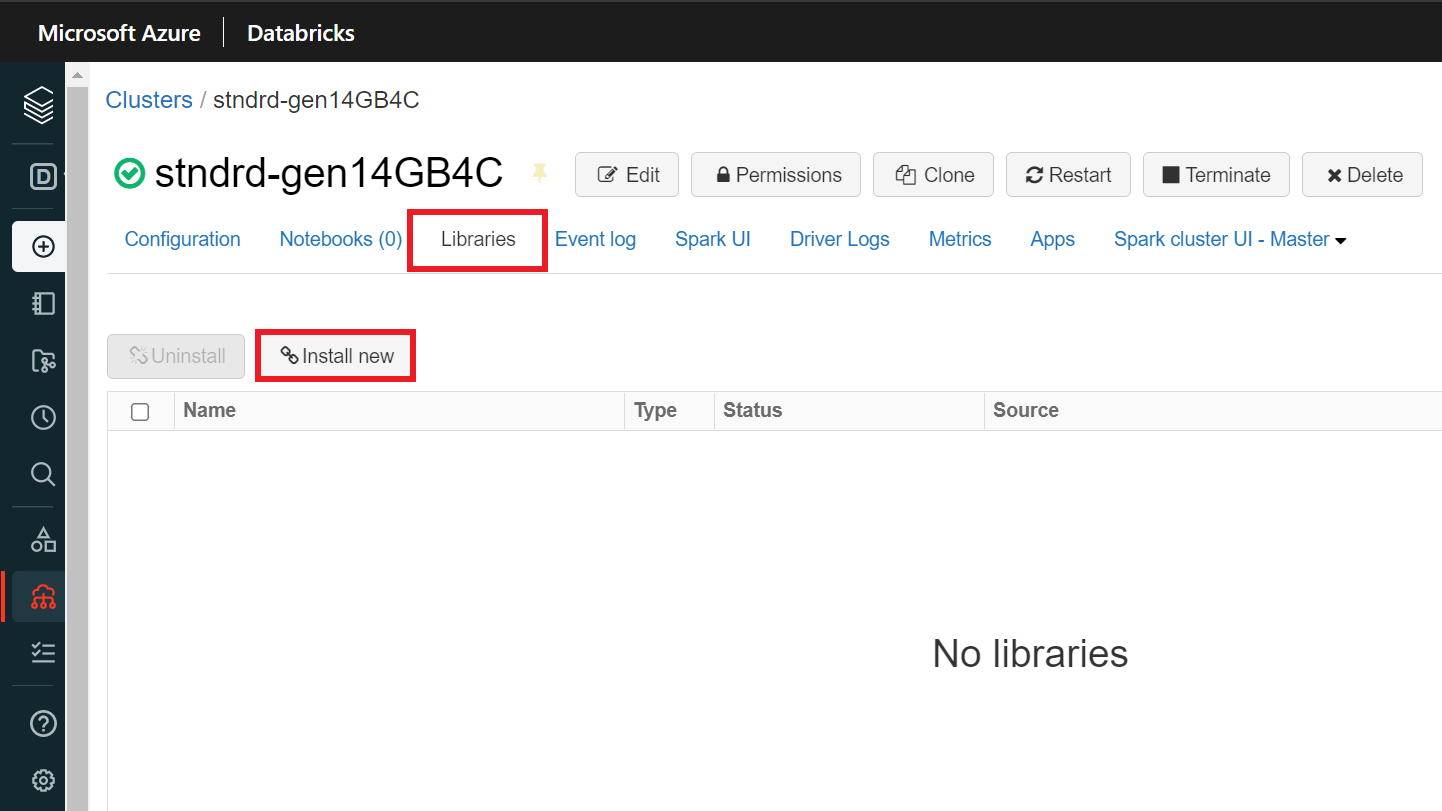 Microsoft Azure Databricks
Clusters / stndrd-gen14GB4C
D
stndrd-gen14GB4C Edit Permissions Clone Restart Terminate Delete
Configuration Notebooks (0) Libraries Event log Spark UI Driver Logs Metrics Apps Spark cluster UI - Master
Uninstall Install new
Name Type Status Source
No libraries